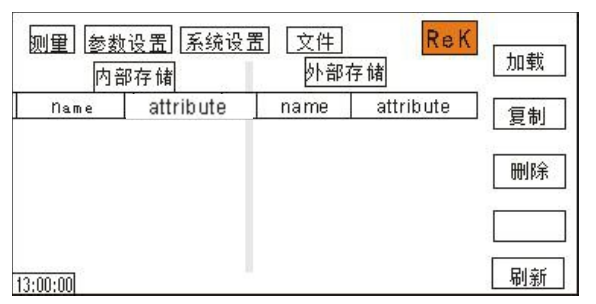 测量 参数设置 系统设置 文件 ReK 加载
内部存储 外部存储
name attribute name attribute 复制
删除
13:00:00 刷新